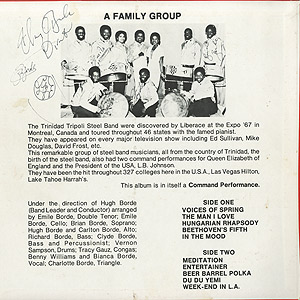 A FAMILY GROUP
The Trinidad Tripoli Steel Band were discovered by Liberace at the Expo '67 in
Montreal, Canada and toured throughout 46 states with the famed pianist.
They have appeared on every major television show including Ed Sullivan, Mike
Douglas, David Frost, etc.
This remarkable group of steel band musicians, all from the country of Trinidad, the
birth of the steel band, also had two command performances for Queen Elizabeth of
England and the President of the USA, L.B. Johnson.
They have been the hit throughout 327 colleges here in the U.S.A., Las Vegas Hilton,
Lake Tahoe Harrah's.
This album is in itself a Command Performance.
Under the direction of Hugh Borde
(Band Leader and Conductor) arranged
by Emile Borde, Double Tenor; Emile
Borde, Cello; Brian Borde, Soprano;
Hugh Borde and Carlton Borde, Alto;
Richard Borde, Bass; Clyde Borde,
Bass and Percussionist; Vernon
Sampson, Drums; Tracy Gauz, Congas;
Benny Williams and Bianca Borde,
Vocal; Charlotte Borde, Triangle.
SIDE ONE
VOICES OF SPRING
THE MAN I LOVE
HUNGARIAN RHAPSODY
BEETHOVEN'S FIFTH
IN THE MOOD
SIDE TWO
MEDITATION
ENTERTAINER
BEER BARREL POLKA
DU DU YEMI
WEEK-END IN L.A.